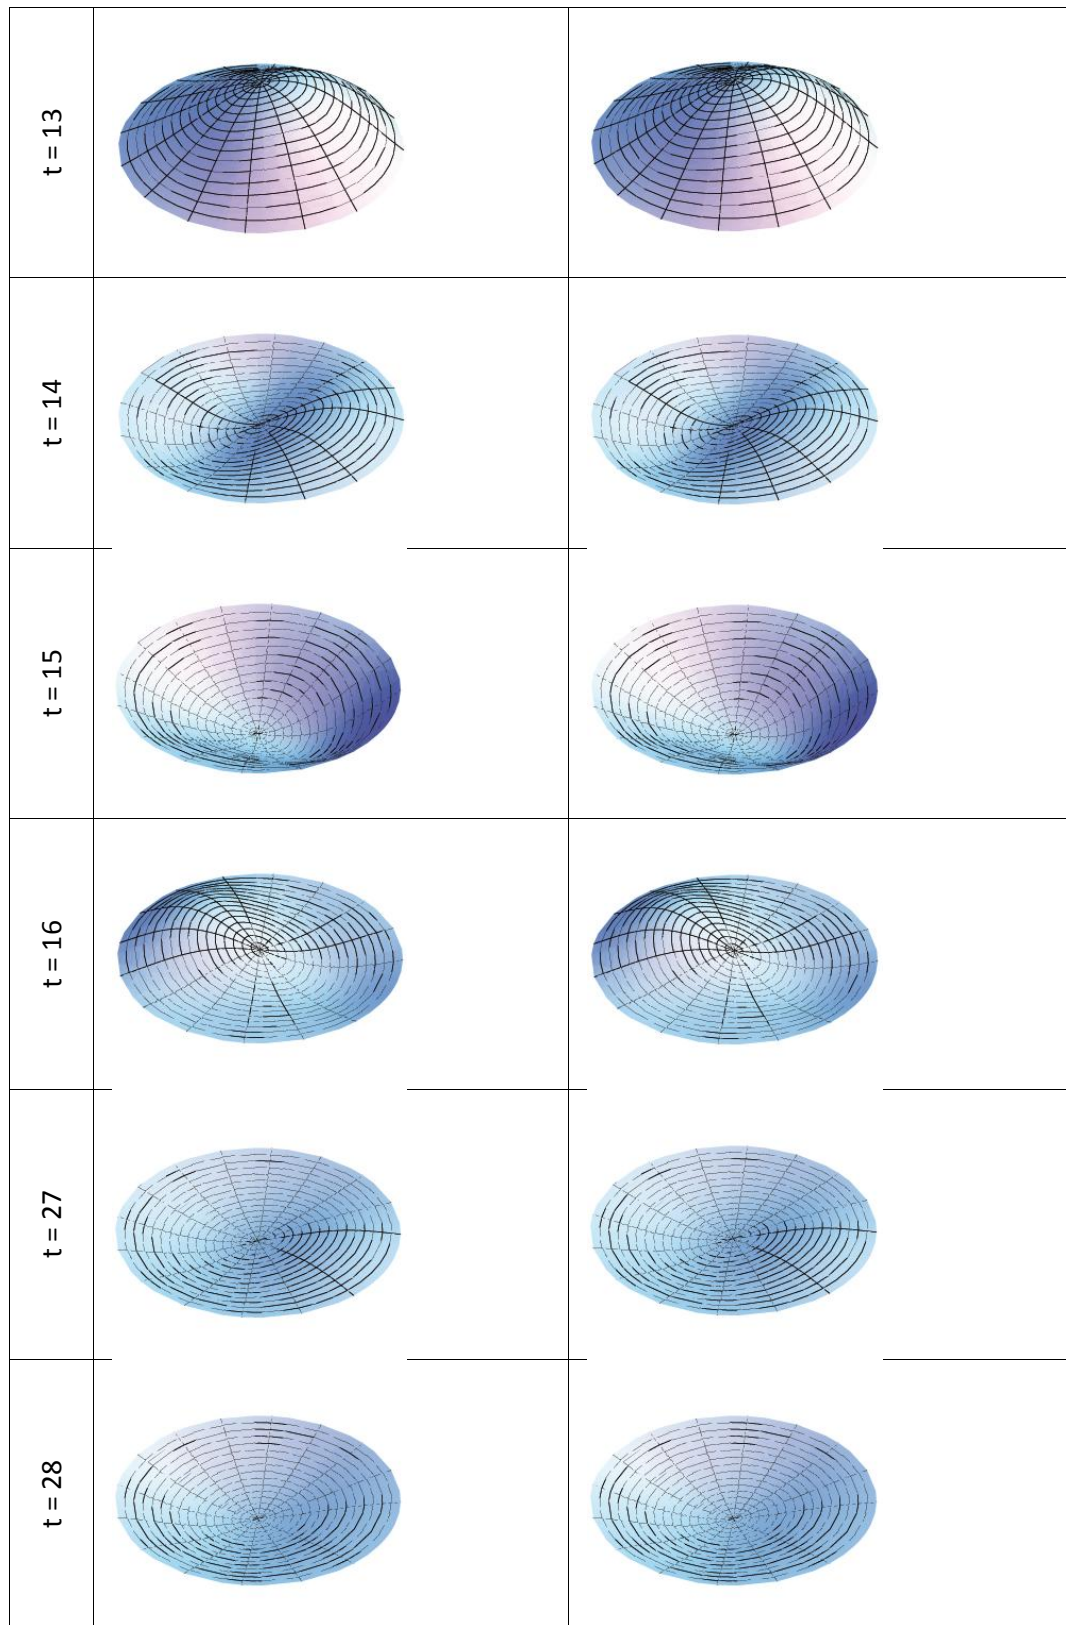 t = 13
t = 14
t = 15
t = 16
t = 27
t = 28